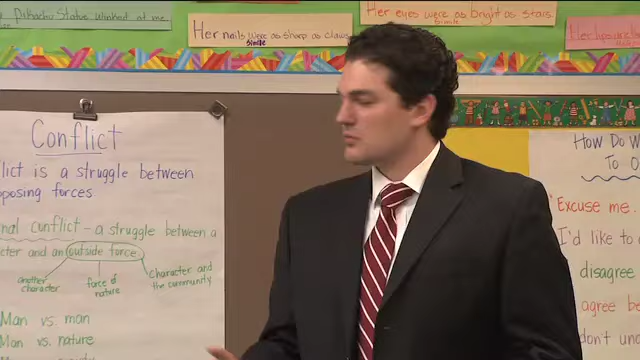 Statue winked at me.
Her nails were as sharp as claws
Simile
Her eyes were as bright as stars.
Simile
Conflict
lict is a struggle between
posing forces
nal conflict - a struggle between a
cter and an outside force
another
character
force of
nature
Character and
the community
Man vs. man
Man vs. nature
How Do W
To O
"Excuse me.
I'd like to
disagree
agree be
don't un